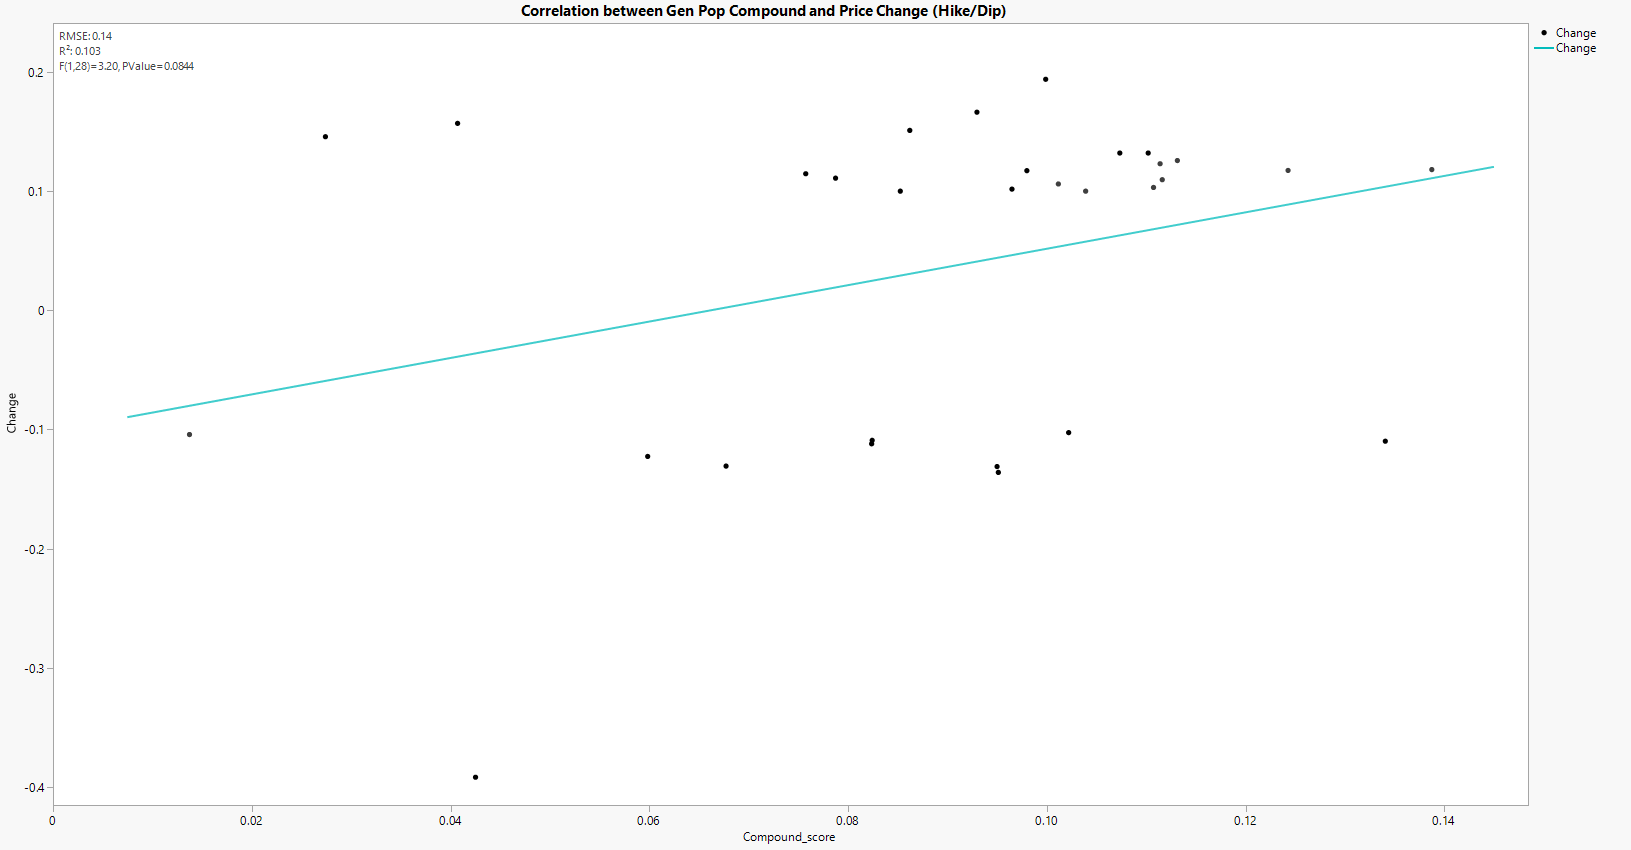 Correlation between Gen Pop Compound and Price Change (Hike/Dip)
RMSE: 0.14
R²: 0.103
F(1,28)=3.20, PValue=0.0844
Change
Change
0.2
0.1
0
-0.1
-0.2
-0.3
-0.4
Change
0
0.02
0.04
0.06
0.08
0.10
0.12
0.14
Compound_score